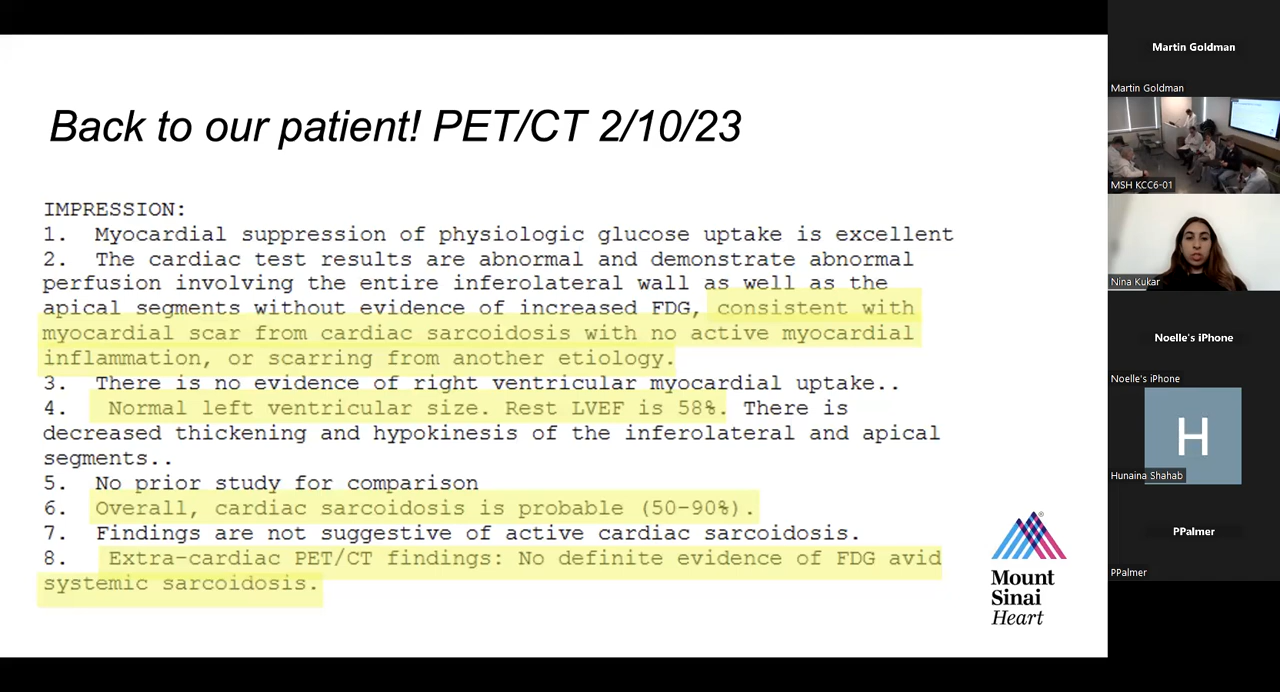 Back to our patient! PET/CT 2/10/23
IMPRESSION:
1. Myocardial suppression of physiologic glucose uptake is excellent
2. The cardiac test results are abnormal and demonstrate abnormal
perfusion involving the entire inferolateral wall as well as the
apical segments without evidence of increased FDG, consistent with
myocardial scar from cardiac sarcoidosis with no active myocardial
inflammation, or scarring from another etiology.
3. There is no evidence of right ventricular myocardial uptake..
4. Normal left ventricular size. Rest LVEF is 58%. There is
decreased thickening and hypokinesis of the inferolateral and apical
segments..
5. No prior study for comparison
6. Overall, cardiac sarcoidosis is probable (50-90%).
7. Findings are not suggestive of active cardiac sarcoidosis.
8. Extra-cardiac PET/CT findings: No definite evidence of FDG avid
systemic sarcoidosis.
Mount
Sinai
Heart
Martin Goldman
Martin Goldman
MSH KCC6-01
Nina Kukar
Noelle's iPhone
Noelle's iPhone
H
Hunaina Shahab
PPalmer
PPalmer